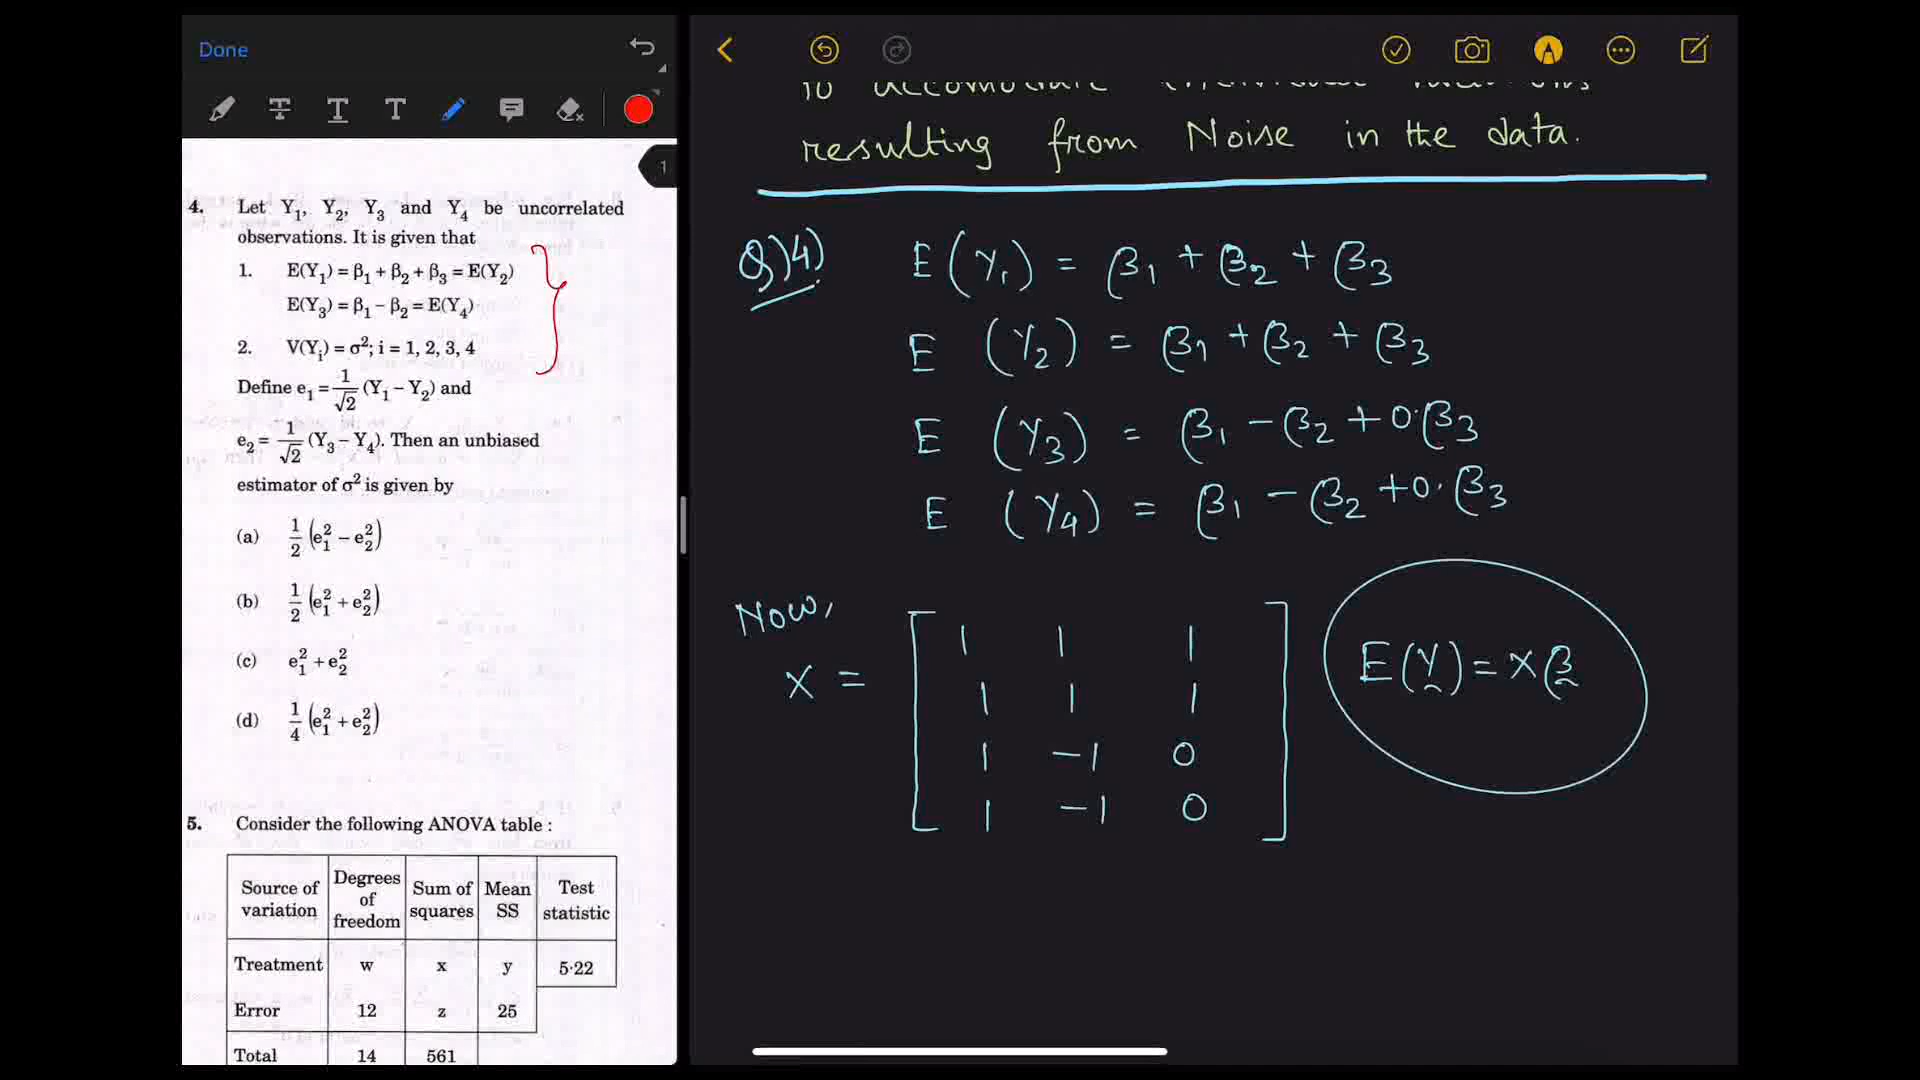 Done
1
4. Let Y₁, Y₂, Y₃ and Y₄ be uncorrelated
observations. It is given that
1. E(Y₁) = β₁ + β₂ + β₃ = E(Y₂)
E(Y₃) = β₁ − β₂ = E(Y₄)
2. V(Yᵢ) = σ²; i = 1, 2, 3, 4
Define e₁ = 1/√2 (Y₁ − Y₂) and
e₂ = 1/√2 (Y₃ − Y₄). Then an unbiased
estimator of σ² is given by
(a) 1/2 (e₁² − e₂²)
(b) 1/2 (e₁² + e₂²)
(c) e₁² + e₂²
(d) 1/4 (e₁² + e₂²)
5. Consider the following ANOVA table :
Source of variation Degrees of freedom Sum of squares Mean SS Test statistic
Treatment w x y 5·22
Error 12 z 25
Total 14 561
resulting from Noise in the data.
Q)4) E(Y₁) = β₁ + β₂ + β₃
E (Y₂) = β₁ + β₂ + β₃
E (Y₃) = β₁ − β₂ + 0·β₃
E (Y₄) = β₁ − β₂ + 0·β₃
Now,
X =
1 1 1
1 1 1
1 −1 0
1 −1 0
E(Y) = Xβ